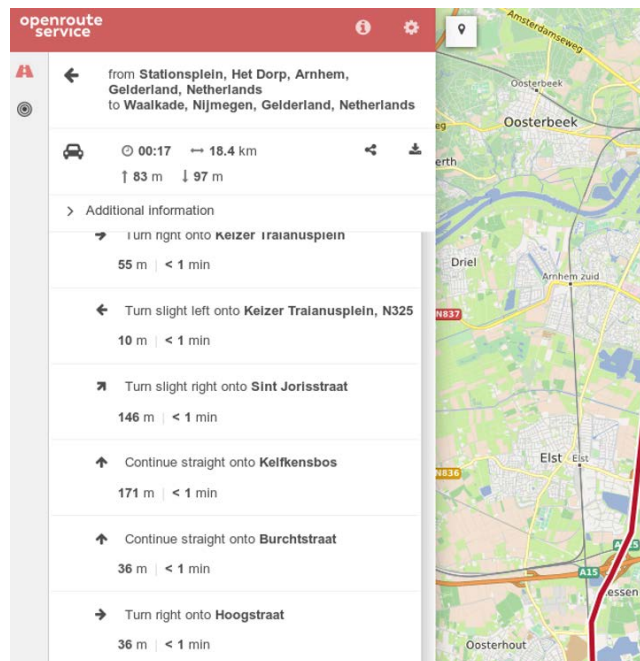 openroute
service
from Stationsplein, Het Dorp, Arnhem,
Gelderland, Netherlands
to Waalkade, Nijmegen, Gelderland, Netherlands
00:17 18.4 km
83 m 97 m
Additional information
Turn right onto Keizer Traianusplein
55 m | < 1 min
Turn slight left onto Keizer Traianusplein, N325
10 m | < 1 min
Turn slight right onto Sint Jorisstraat
146 m | < 1 min
Continue straight onto Kelfkensbos
171 m | < 1 min
Continue straight onto Burchtstraat
36 m | < 1 min
Turn right onto Hoogstraat
36 m | < 1 min
Amsterdamseweg
Oosterbeek
Oosterbeek
eg
erth
Driel
Arnhem zuid
N837
Elst Elst
N836
A15
essen
Oosterhout